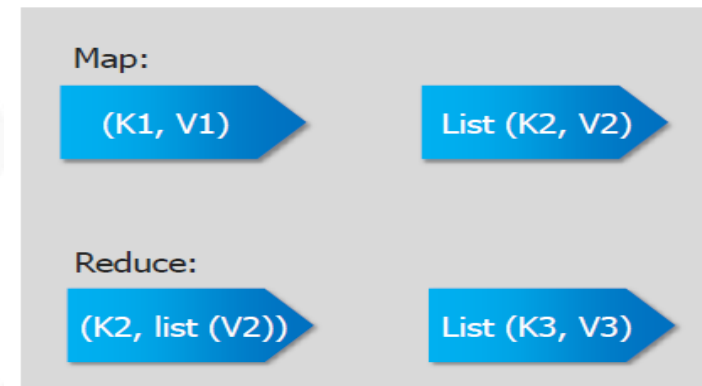 Map:
(K1, V1)
List (K2, V2)
Reduce:
(K2, list (V2))
List (K3, V3)